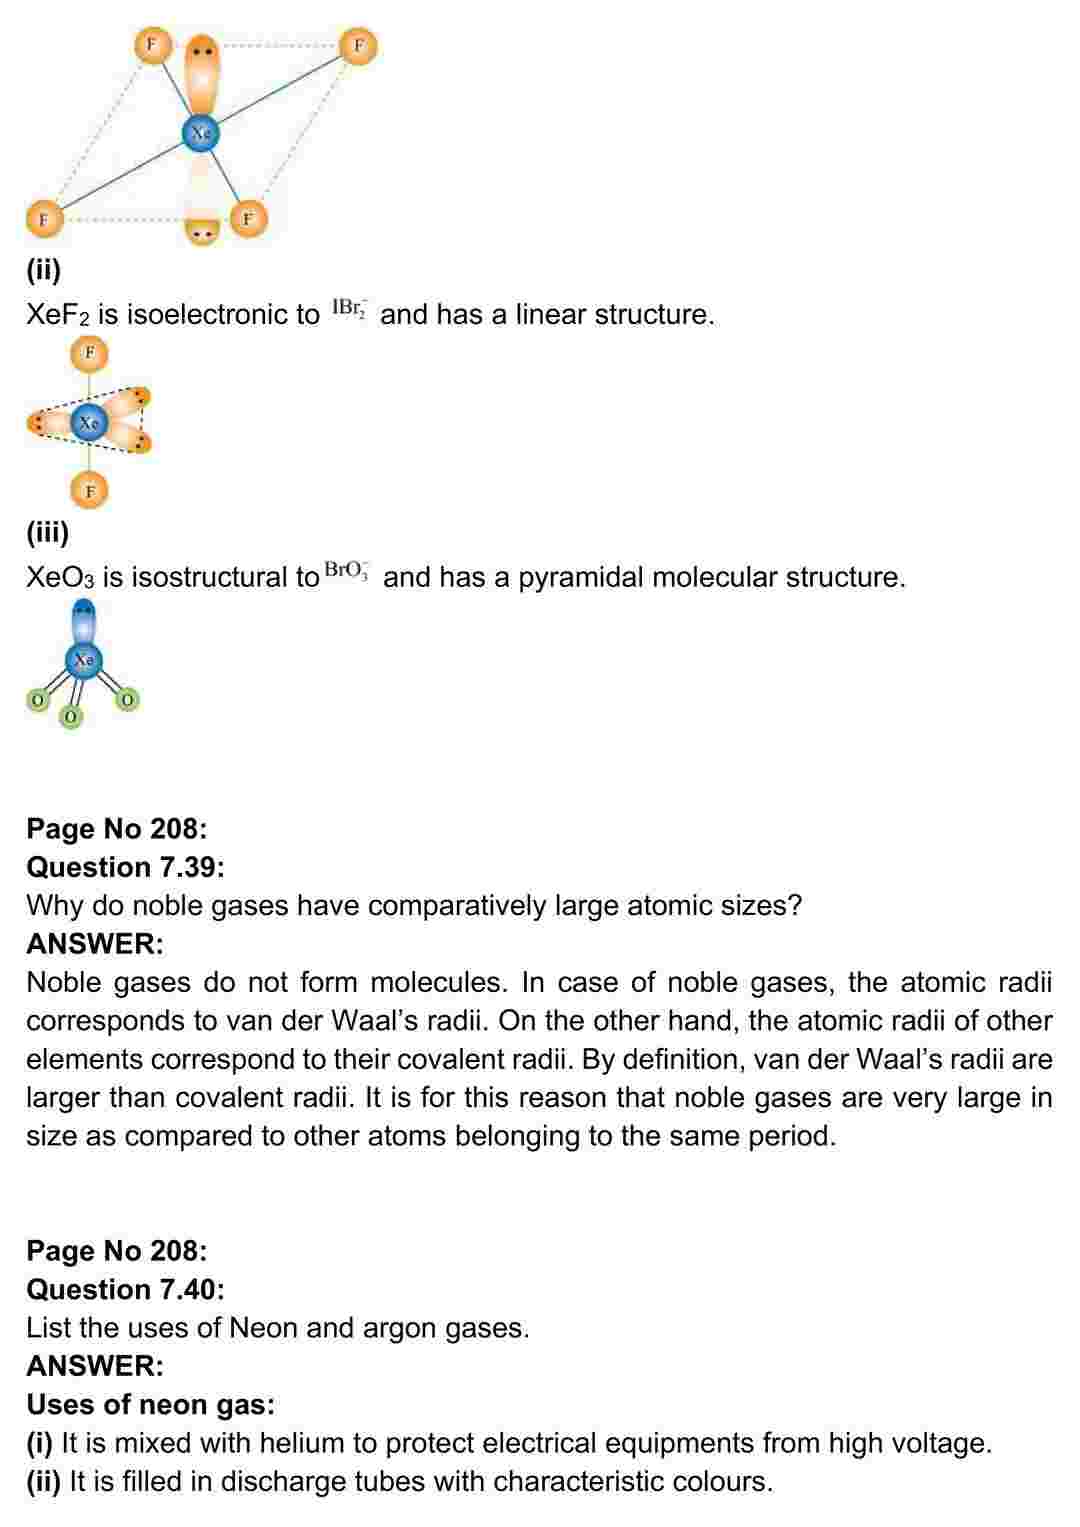 F F
Xe
F F
(ii)
XeF2 is isoelectronic to IBr2- and has a linear structure.
F
Xe
F
(iii)
XeO3 is isostructural to BrO3- and has a pyramidal molecular structure.
Xe
O O
O
Page No 208:
Question 7.39:
Why do noble gases have comparatively large atomic sizes?
ANSWER:
Noble gases do not form molecules. In case of noble gases, the atomic radii
corresponds to van der Waal’s radii. On the other hand, the atomic radii of other
elements correspond to their covalent radii. By definition, van der Waal’s radii are
larger than covalent radii. It is for this reason that noble gases are very large in
size as compared to other atoms belonging to the same period.
Page No 208:
Question 7.40:
List the uses of Neon and argon gases.
ANSWER:
Uses of neon gas:
(i) It is mixed with helium to protect electrical equipments from high voltage.
(ii) It is filled in discharge tubes with characteristic colours.